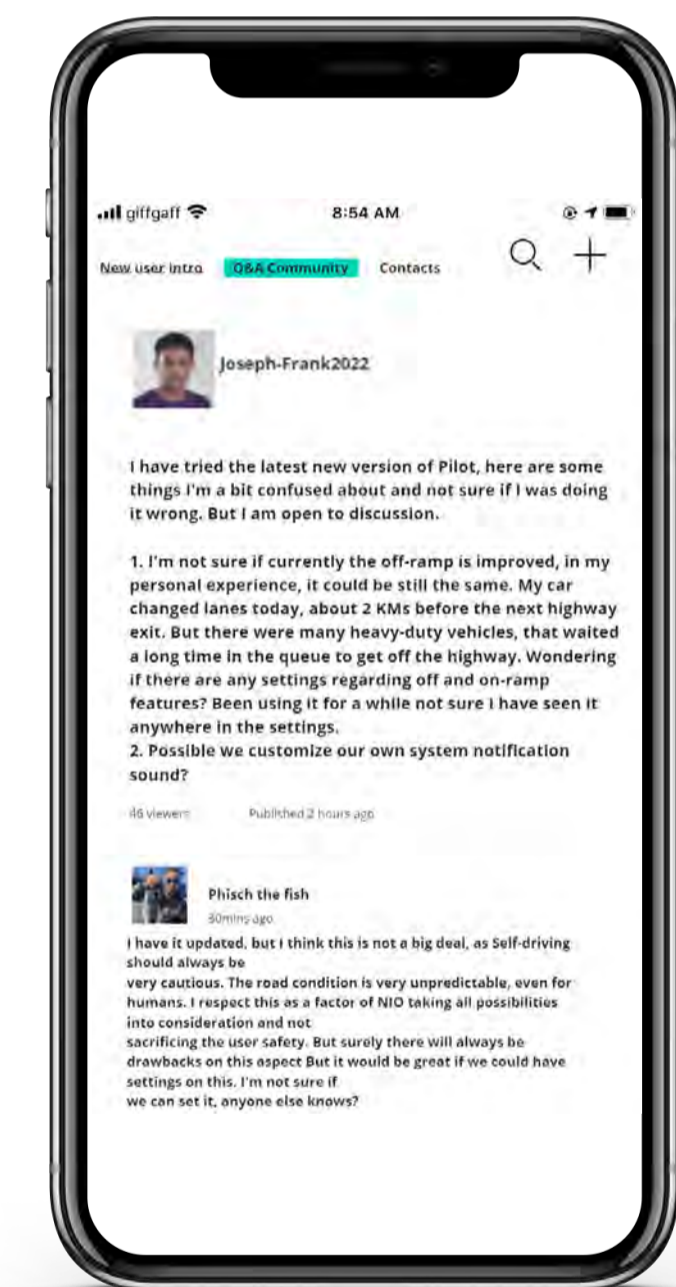 giffgaff 8:54 AM
New user intro Q&A Community Contacts
Joseph-Frank2022
I have tried the latest new version of Pilot, here are some
things I'm a bit confused about and not sure if I was doing
it wrong. But I am open to discussion.
1. I'm not sure if currently the off-ramp is improved, in my
personal experience, it could be still the same. My car
changed lanes today, about 2 KMs before the next highway
exit. But there were many heavy-duty vehicles, that waited
a long time in the queue to get off the highway. Wondering
if there are any settings regarding off and on-ramp
features? Been using it for a while not sure I have seen it
anywhere in the settings.
2. Possible we customize our own system notification
sound?
46 viewers Published 2 hours ago
Phisch the fish
30mins ago
I have it updated, but I think this is not a big deal, as Self-driving
should always be
very cautious. The road condition is very unpredictable, even for
humans. I respect this as a factor of NIO taking all possibilities
into consideration and not
sacrificing the user safety. But surely there will always be
drawbacks on this aspect But it would be great if we could have
settings on this. I'm not sure if
we can set it, anyone else knows?